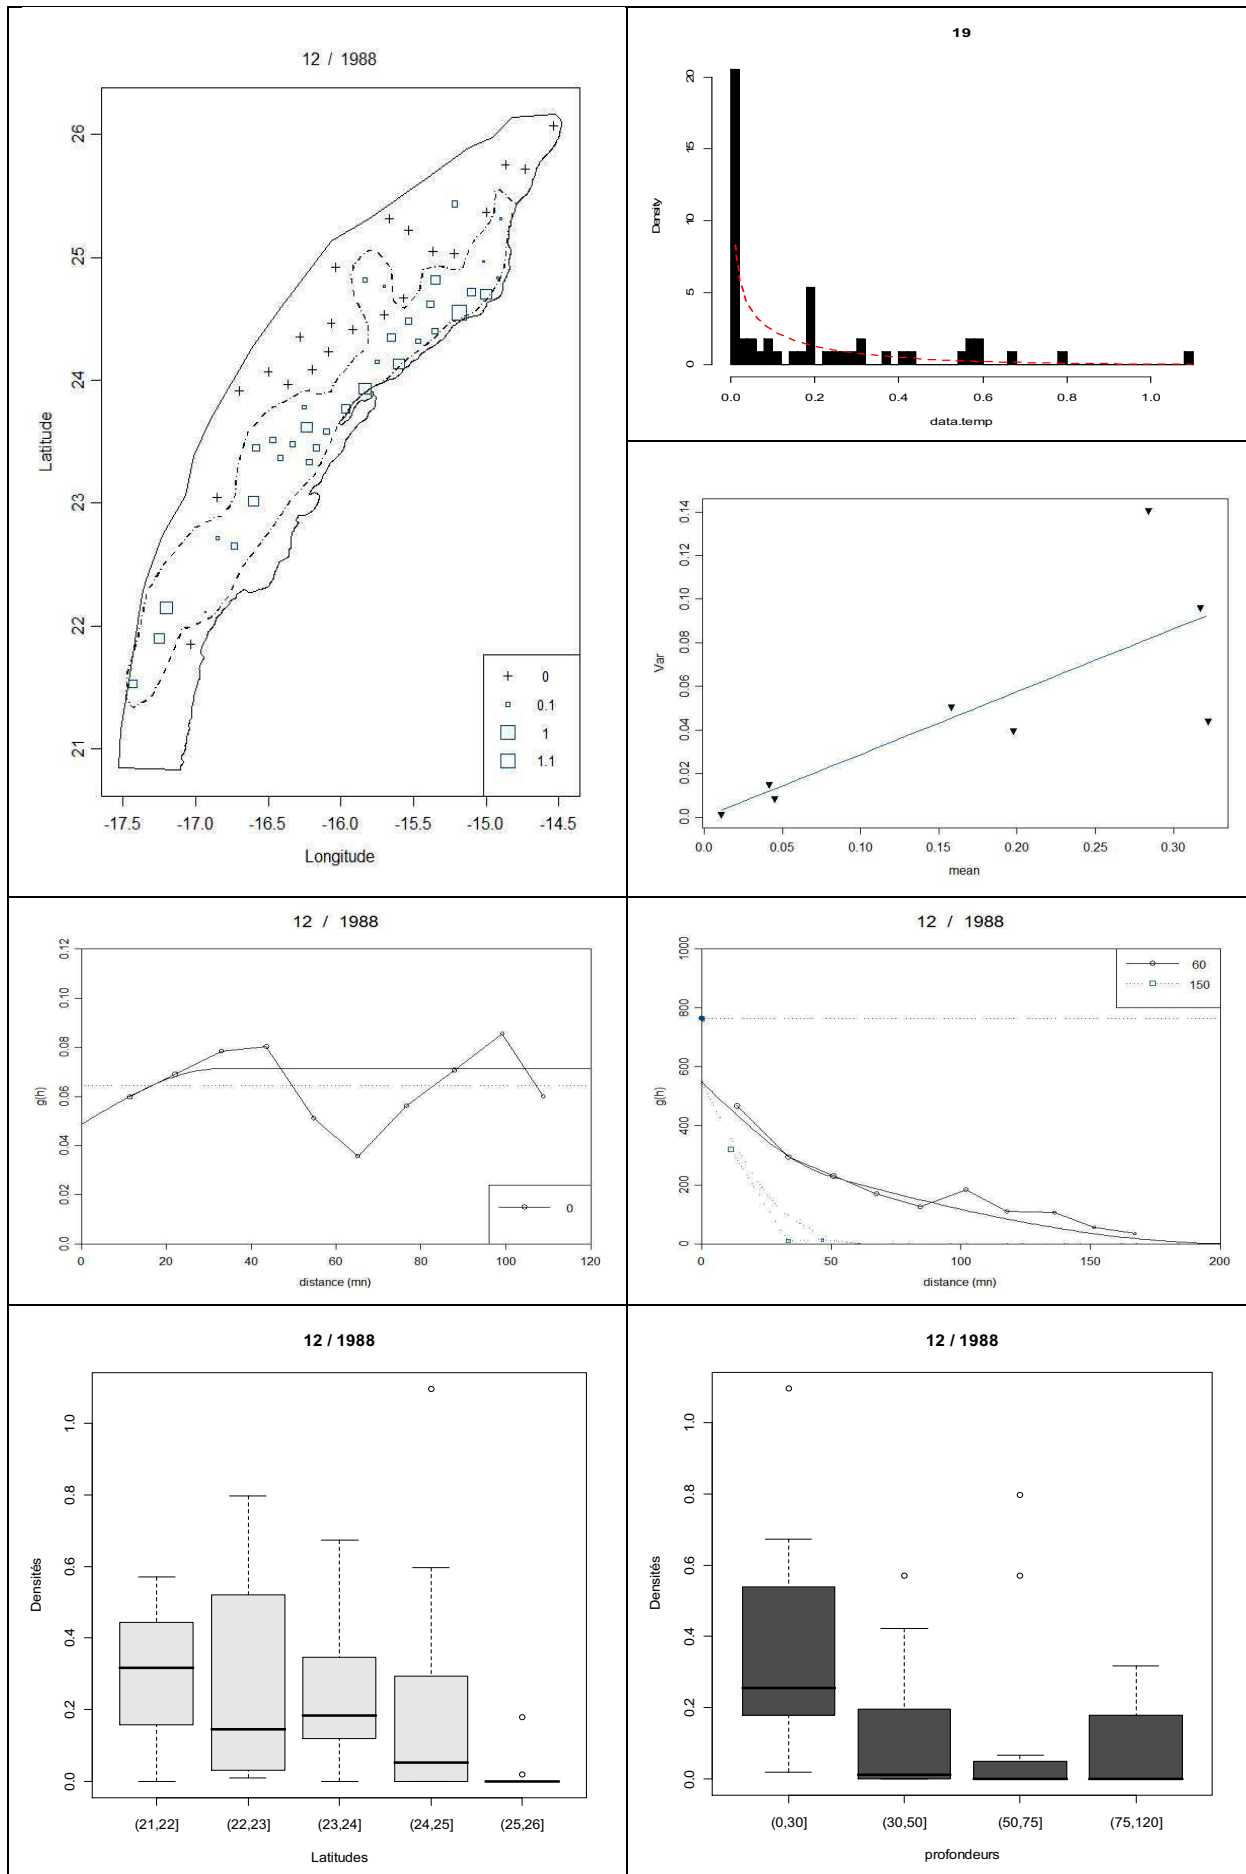 12 / 1988
26
25
24
23
22
21
Latitude
-17.5 -17.0 -16.5 -16.0 -15.5 -15.0 -14.5
Longitude
0
0.1
1
1.1
19
20
15
10
5
0
Density
0.0 0.2 0.4 0.6 0.8 1.0
data.temp
0.14
0.12
0.10
0.08
0.06
0.04
0.02
0.0
Var
0.0 0.05 0.10 0.15 0.20 0.25 0.30
mean
12 / 1988
0.12
0.10
0.08
0.06
0.04
0.02
0.0
g(h)
0 20 40 60 80 100 120
distance (mn)
0
12 / 1988
1000
800
600
400
200
0
g(h)
0 50 100 150 200
distance (mn)
60
150
12 / 1988
1.0
0.8
0.6
0.4
0.2
0.0
Densités
(21,22] (22,23] (23,24] (24,25] (25,26]
Latitudes
12 / 1988
1.0
0.8
0.6
0.4
0.2
0.0
Densités
(0,30] (30,50] (50,75] (75,120]
profondeurs